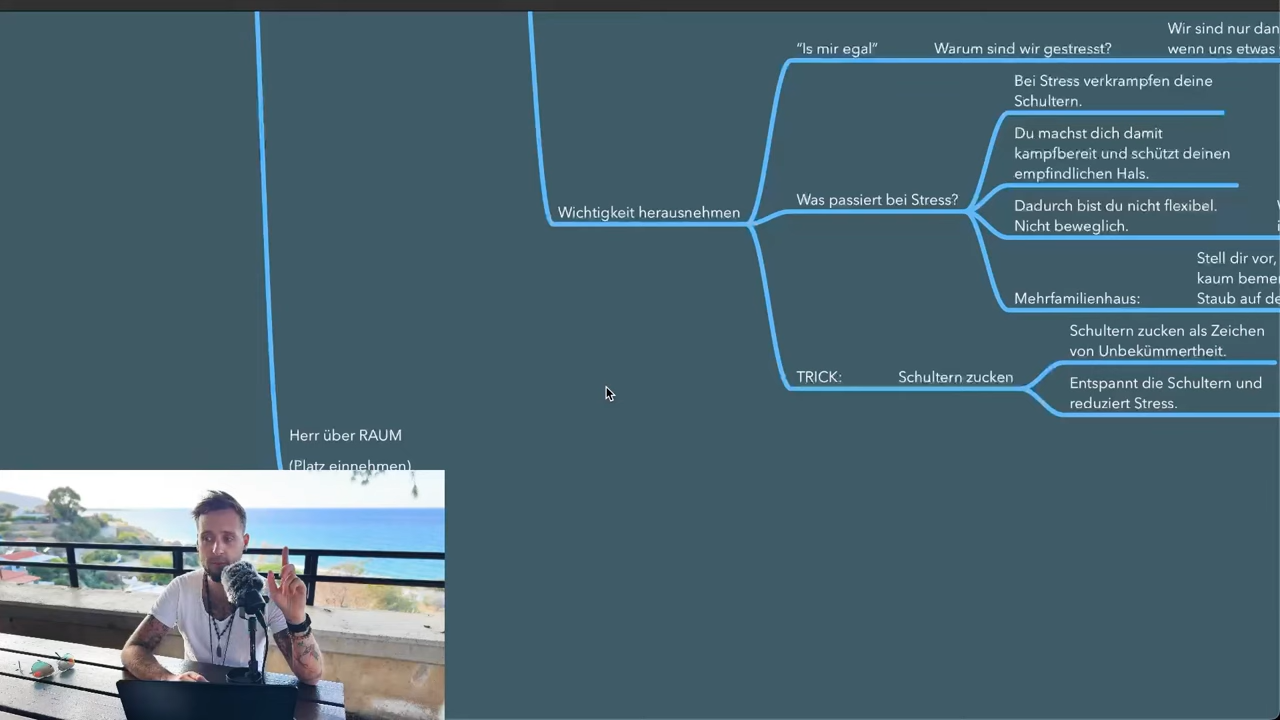 Wir sind nur dan
"Is mir egal" Warum sind wir gestresst? wenn uns etwas
Bei Stress verkrampfen deine
Schultern.
Du machst dich damit
kampfbereit und schützt deinen
empfindlichen Hals.
Wichtigkeit herausnehmen
Was passiert bei Stress?
Dadurch bist du nicht flexibel.
Nicht beweglich.
Mehrfamilienhaus:
Stell dir vor,
kaum beme
Staub auf de
TRICK: Schultern zucken
Schultern zucken als Zeichen
von Unbekümmertheit.
Entspannt die Schultern und
reduziert Stress.
Herr über RAUM
(Platz einnehmen)